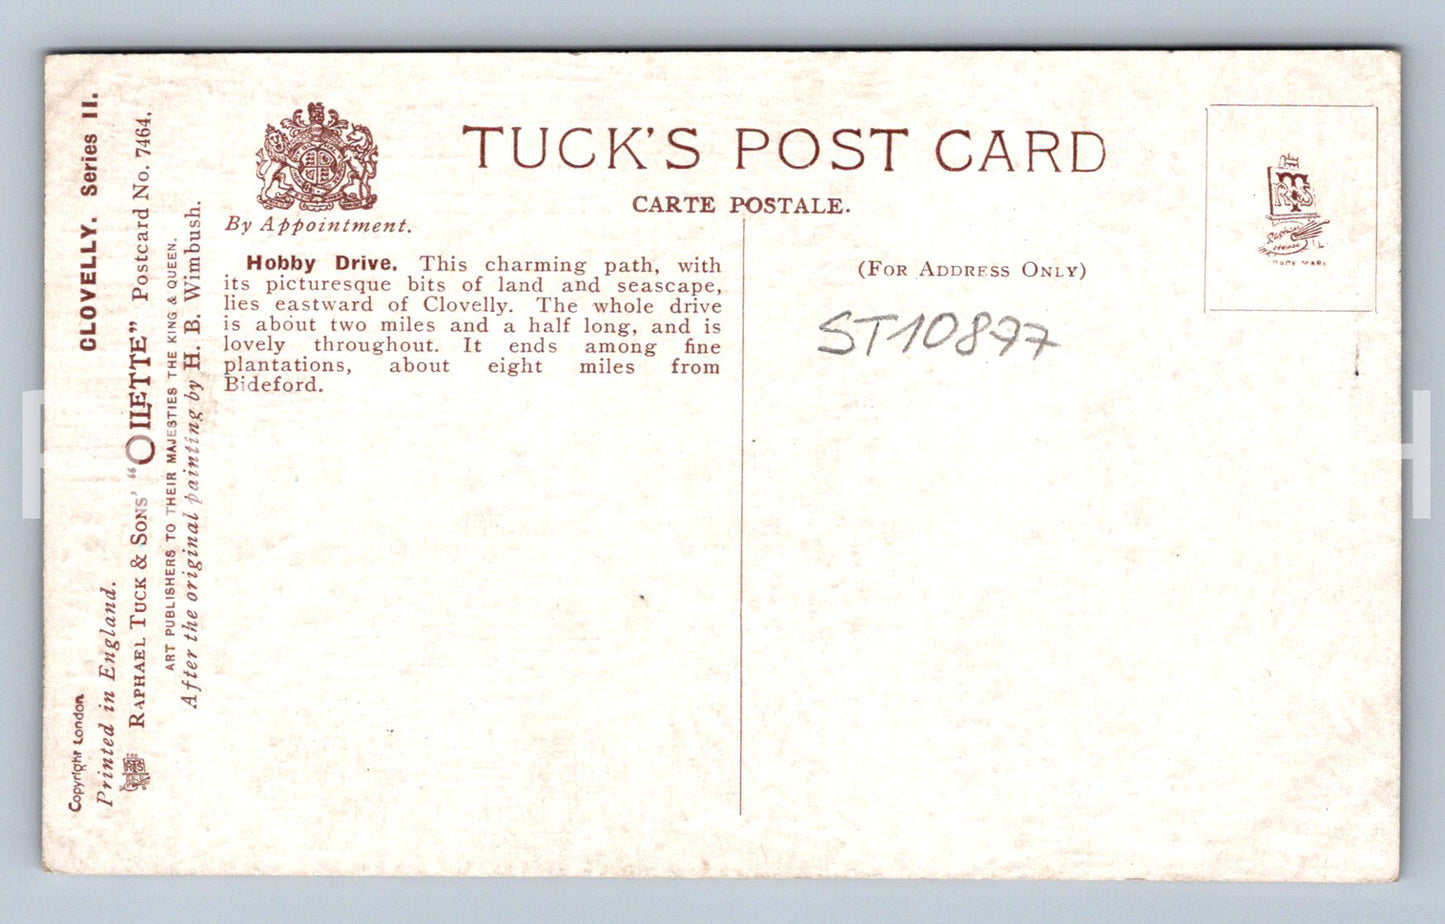 TUCK'S POST CARD
CARTE POSTALE.
By Appointment.
Hobby Drive. This charming path, with
its picturesque bits of land and seascape,
lies eastward of Clovelly. The whole drive
is about two miles and a half long, and is
lovely throughout. It ends among fine
plantations, about eight miles from
Bideford.
(FOR ADDRESS ONLY)
ST10877
CLOVELLY. Series II.
Copyright London
Printed in England.
RAPHAEL TUCK & SONS' "OILETTE" Postcard No. 7464.
ART PUBLISHERS TO THEIR MAJESTIES THE KING & QUEEN.
After the original painting by H. B. Wimbush.